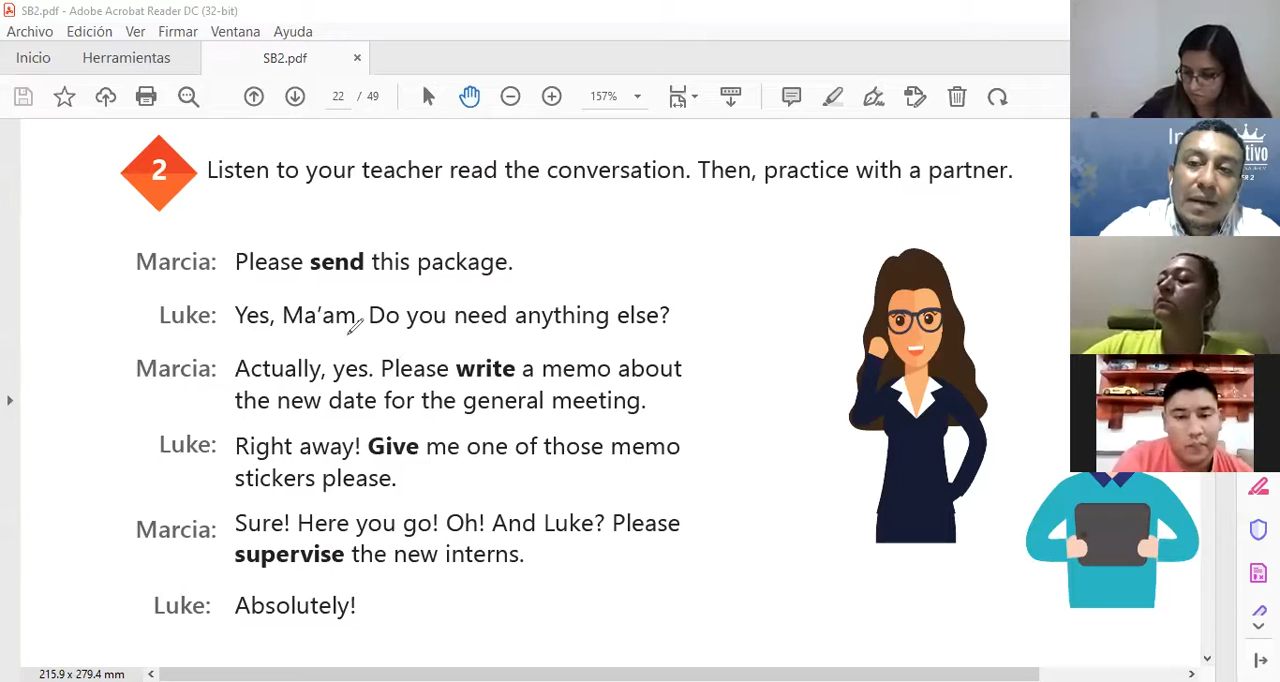 SB2.pdf - Adobe Acrobat Reader DC (32-bit)
Archivo Edición Ver Firmar Ventana Ayuda
Inicio Herramientas SB2.pdf ×
22 / 49 157%
2 Listen to your teacher read the conversation. Then, practice with a partner.
Marcia: Please send this package.
Luke: Yes, Ma'am. Do you need anything else?
Marcia: Actually, yes. Please write a memo about
the new date for the general meeting.
Luke: Right away! Give me one of those memo
stickers please.
Marcia: Sure! Here you go! Oh! And Luke? Please
supervise the new interns.
Luke: Absolutely!
215.9 x 279.4 mm